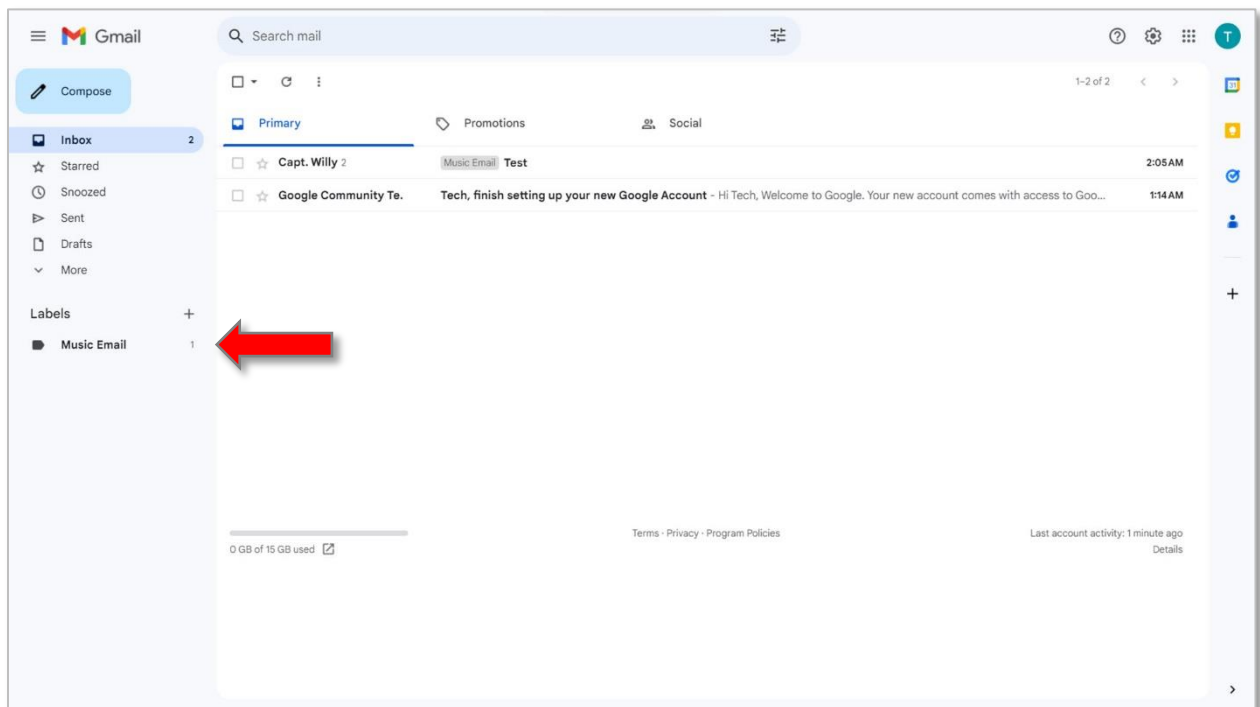 Gmail
Search mail
T
Compose
1–2 of 2
31
Primary
Promotions
Social
Inbox 2
Starred
Snoozed
Sent
Drafts
More
Capt. Willy 2 Music Email Test 2:05 AM
Google Community Te. Tech, finish setting up your new Google Account - Hi Tech, Welcome to Google. Your new account comes with access to Goo... 1:14 AM
Labels +
Music Email 1
0 GB of 15 GB used
Terms · Privacy · Program Policies
Last account activity: 1 minute ago
Details